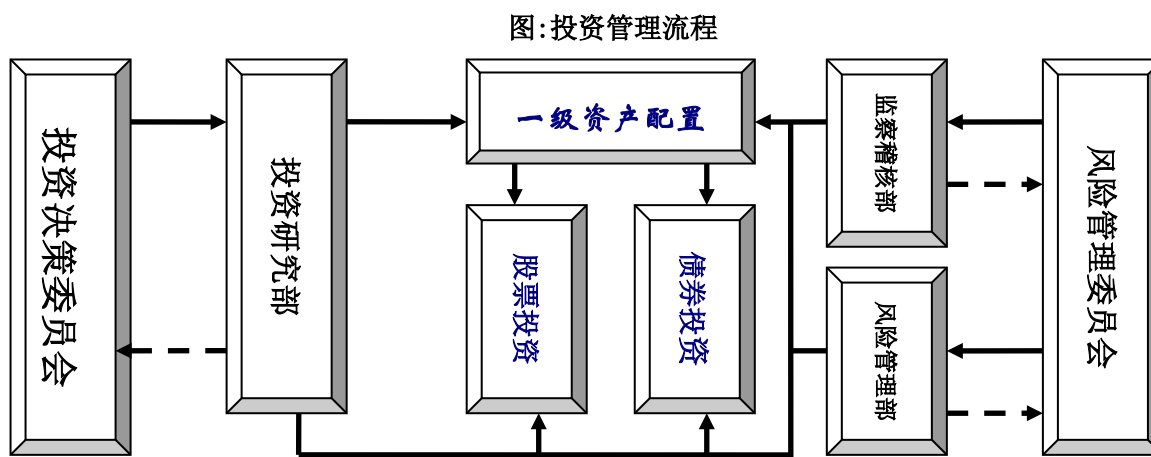 图:投资管理流程
投资决策委员会
投资研究部
一级资产配置
股票投资
债券投资
监察稽核部
风险管理部
风险管理委员会